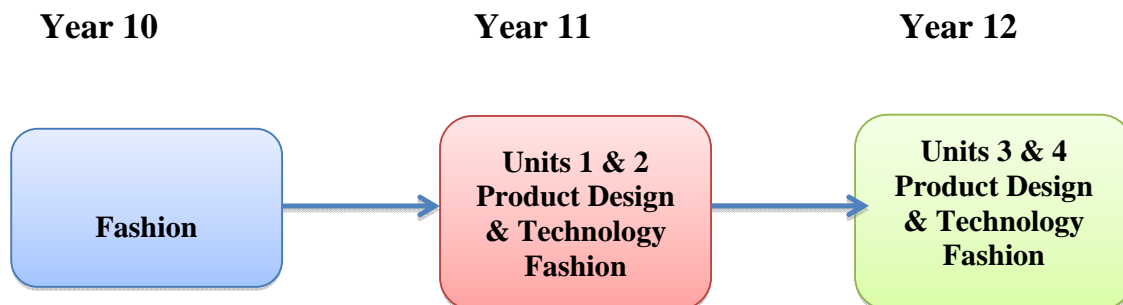 Year 10
Year 11
Year 12
Fashion
Units 1 & 2
Product Design
& Technology
Fashion
Units 3 & 4
Product Design
& Technology
Fashion